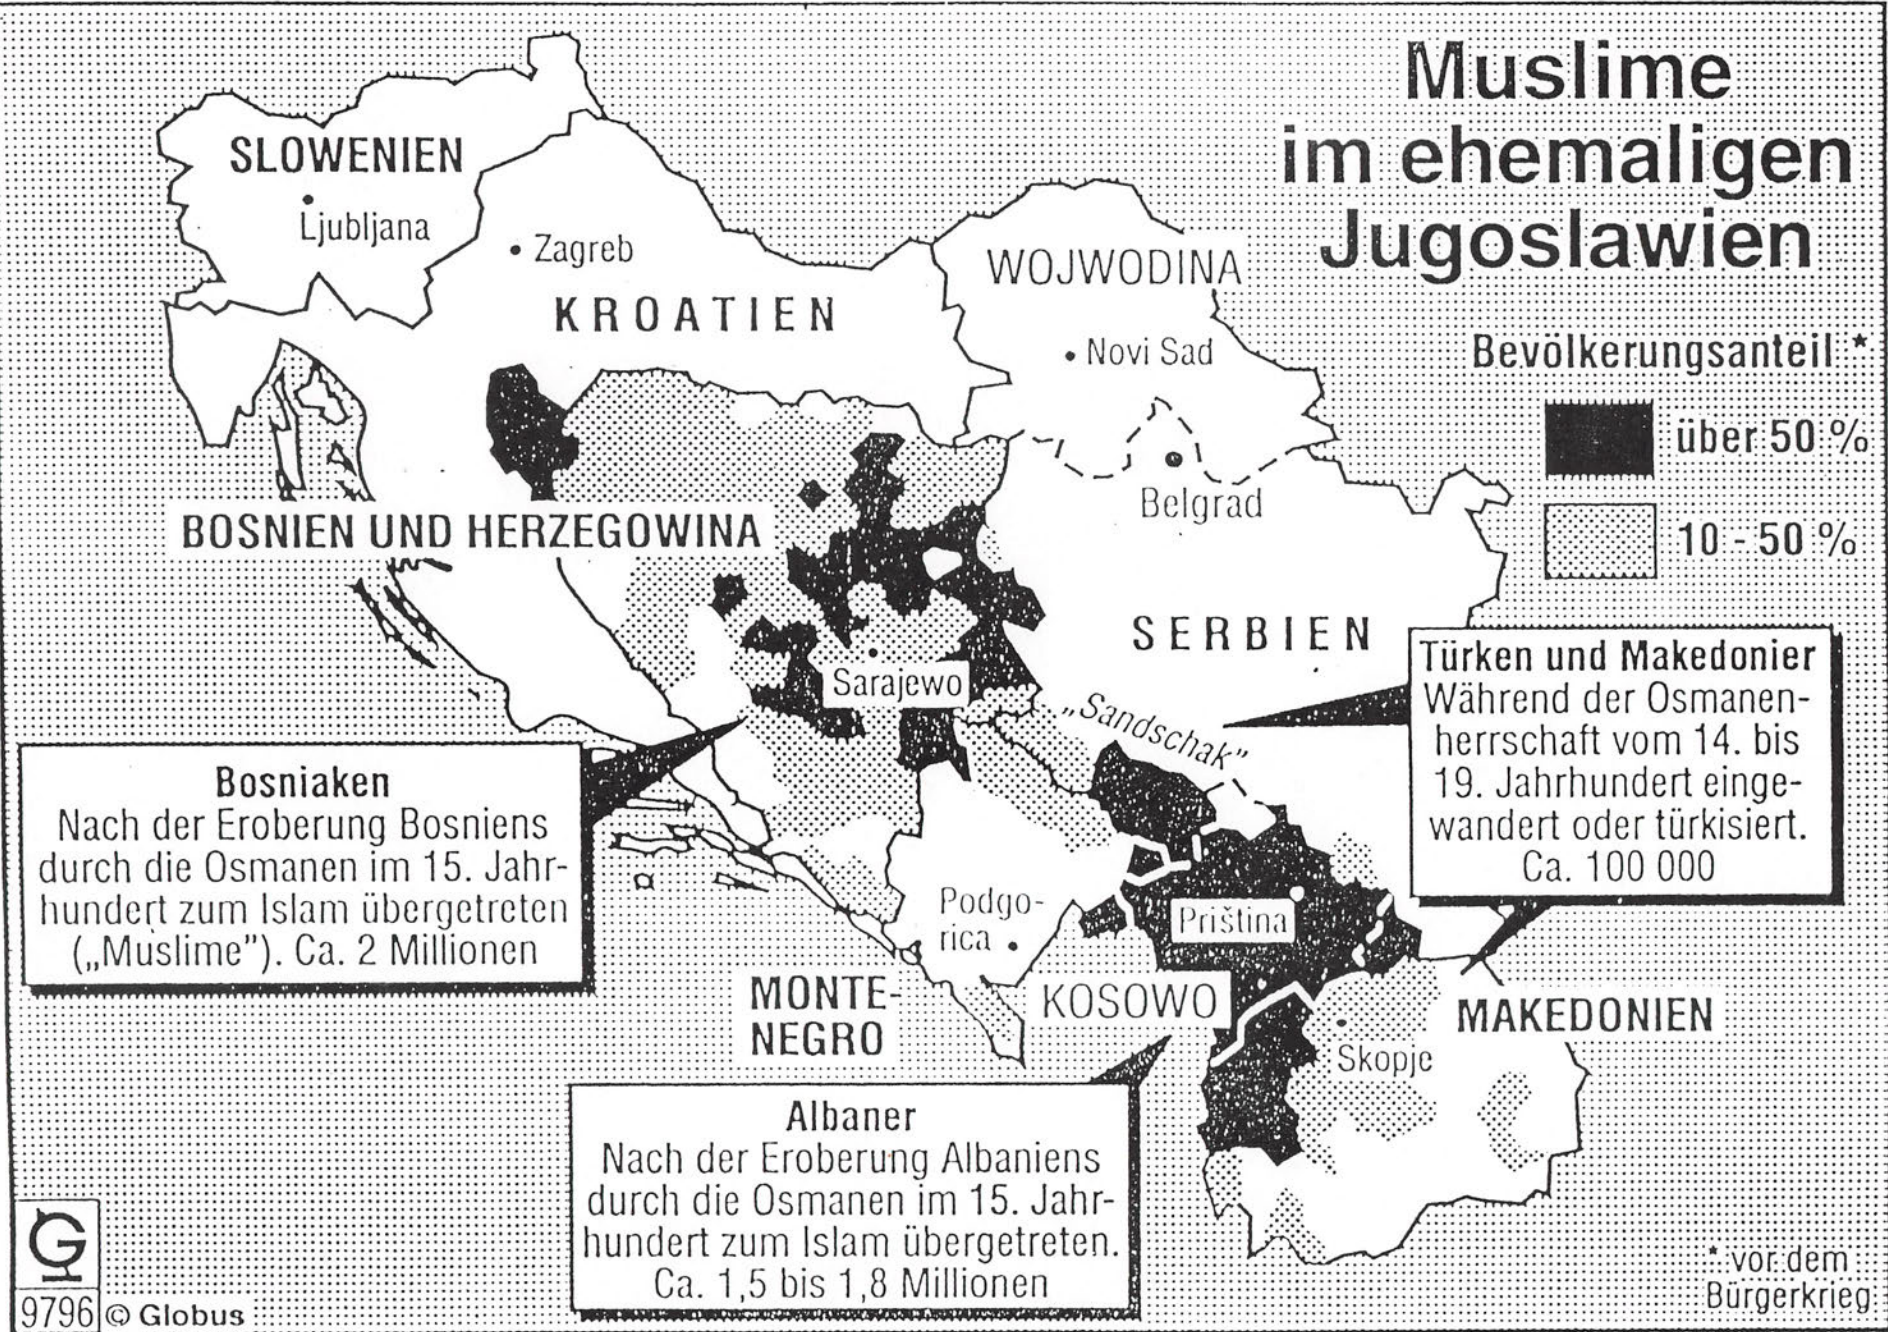 Muslime
im ehemaligen
Jugoslawien
Bevölkerungsanteil *
über 50 %
10 - 50 %
SLOWENIEN
Ljubljana
Zagreb
KROATIEN
WOJWODINA
Novi Sad
Belgrad
BOSNIEN UND HERZEGOWINA
SERBIEN
Sarajewo
„Sandschak”
Türken und Makedonier
Während der Osmanen-
herrschaft vom 14. bis
19. Jahrhundert einge-
wandert oder türkisiert.
Ca. 100 000
Bosniaken
Nach der Eroberung Bosniens
durch die Osmanen im 15. Jahr-
hundert zum Islam übergetreten
(„Muslime”). Ca. 2 Millionen
Podgo-
rica
Priština
MONTE-
NEGRO
KOSOWO
MAKEDONIEN
Skopje
Albaner
Nach der Eroberung Albaniens
durch die Osmanen im 15. Jahr-
hundert zum Islam übergetreten.
Ca. 1,5 bis 1,8 Millionen
* vor dem
Bürgerkrieg
G
9796 © Globus